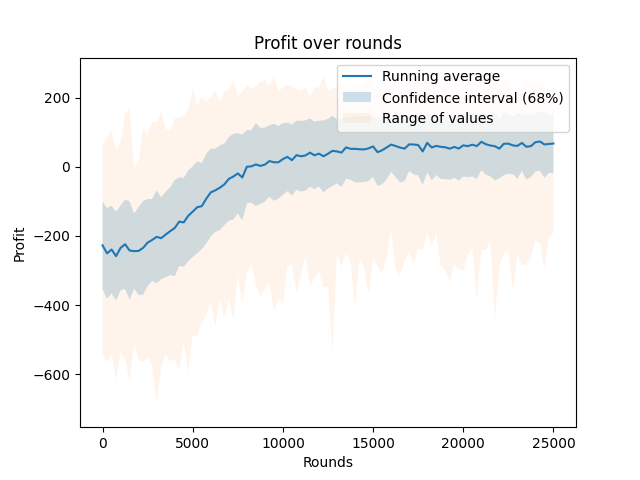 Profit over rounds
Running average
Confidence interval (68%)
Range of values
200
0
−200
−400
−600
Profit
0
5000
10000
15000
20000
25000
Rounds